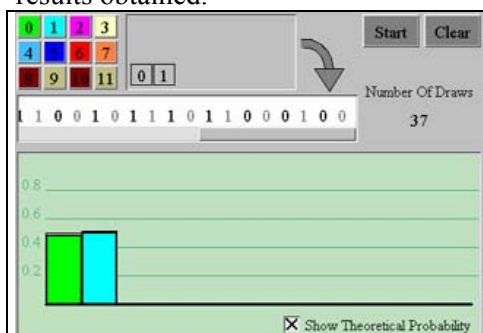 results obtained.
0 1 2 3
Start Clear
4 5 6 7
8 9 10 11
0 1
Number Of Draws
1 1 0 0 1 0 1 1 1 0 1 1 0 0 0 1 0 0
37
0.8
0.6
0.4
0.2
Show Theoretical Probability